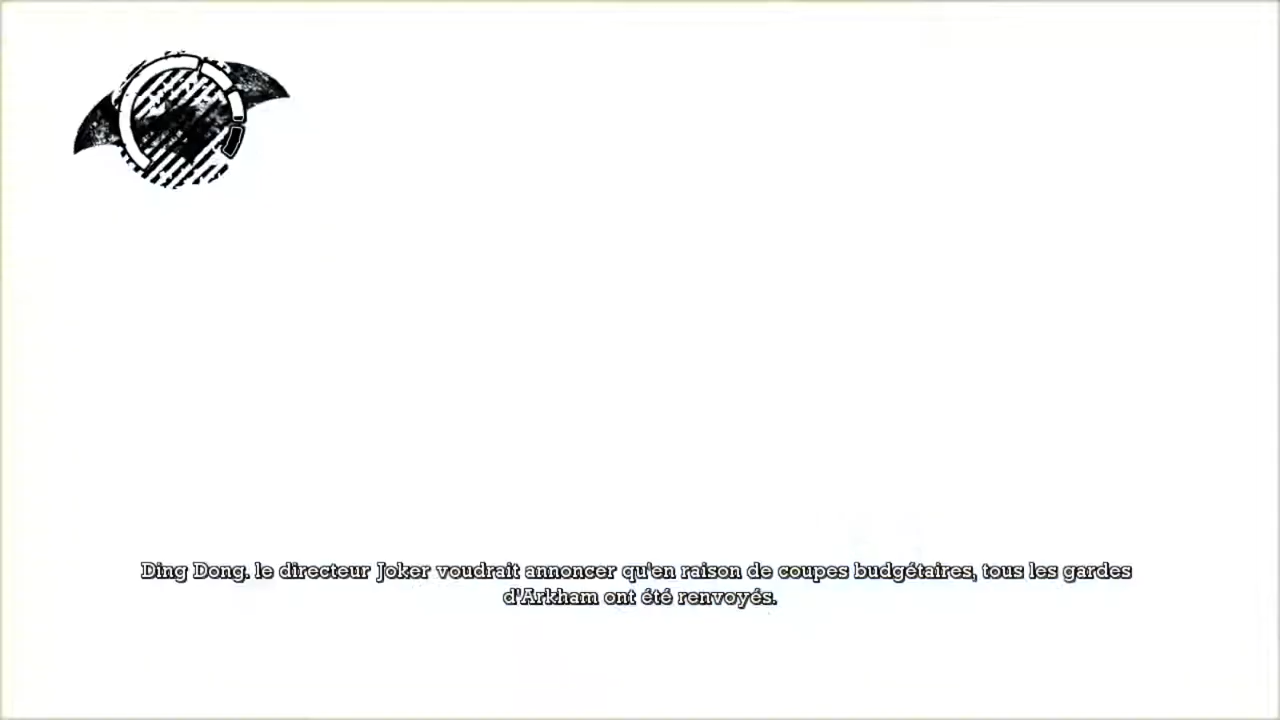 Ding Dong. le directeur Joker voudrait annoncer qu'en raison de coupes budgétaires, tous les gardes
d'Arkham ont été renvoyés.